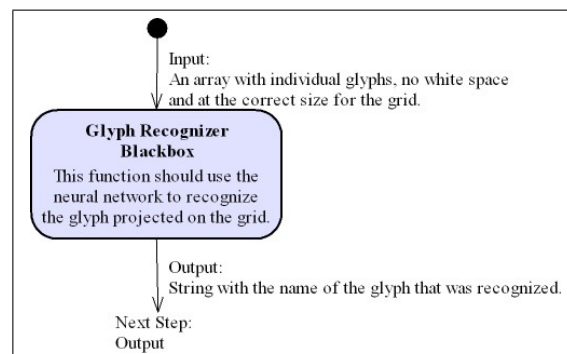 Input:
An array with individual glyphs, no white space
and at the correct size for the grid.
Glyph Recognizer
Blackbox
This function should use the
neural network to recognize
the glyph projected on the grid.
Output:
String with the name of the glyph that was recognized.
Next Step:
Output